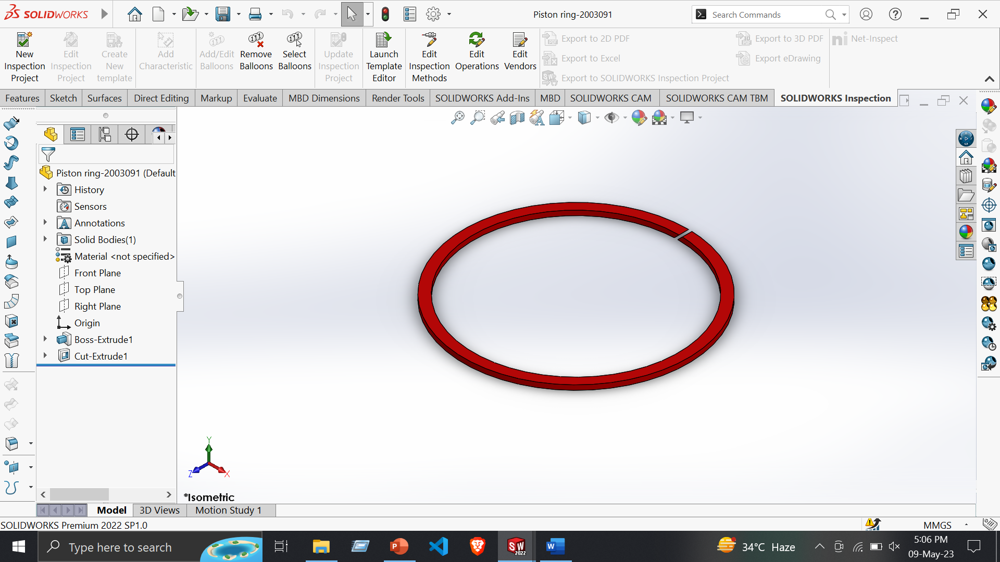 SOLIDWORKS
Piston ring-2003091
Search Commands
New Inspection Project
Edit Inspection Project
Create New template
Add Characteristic
Add/Edit Balloons
Remove Balloons
Select Balloons
Update Inspection Project
Launch Template Editor
Edit Inspection Methods
Edit Operations
Edit Vendors
Export to 2D PDF
Export to Excel
Export to SOLIDWORKS Inspection Project
Export to 3D PDF
Export eDrawing
Net-Inspect
Features
Sketch
Surfaces
Direct Editing
Markup
Evaluate
MBD Dimensions
Render Tools
SOLIDWORKS Add-Ins
MBD
SOLIDWORKS CAM
SOLIDWORKS CAM TBM
SOLIDWORKS Inspection
Piston ring-2003091 (Default
History
Sensors
Annotations
Solid Bodies(1)
Material <not specified>
Front Plane
Top Plane
Right Plane
Origin
Boss-Extrude1
Cut-Extrude1
Y
Z
X
*Isometric
Model
3D Views
Motion Study 1
SOLIDWORKS Premium 2022 SP1.0
MMGS
Type here to search
34°C Haze
5:06 PM
09-May-23